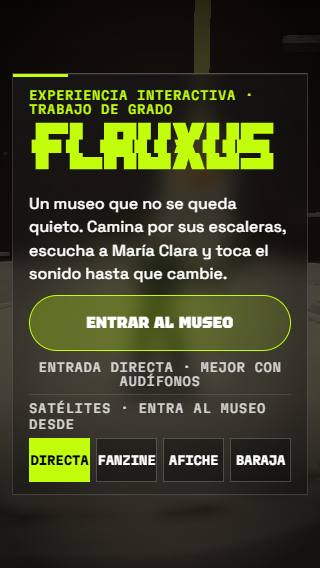 EXPERIENCIA INTERACTIVA ·
TRABAJO DE GRADO
FLAUXUS
Un museo que no se queda
quieto. Camina por sus escaleras,
escucha a María Clara y toca el
sonido hasta que cambie.
ENTRAR AL MUSEO
ENTRADA DIRECTA · MEJOR CON
AUDÍFONOS
SATÉLITES · ENTRA AL MUSEO
DESDE
DIRECTA FANZINE AFICHE BARAJA